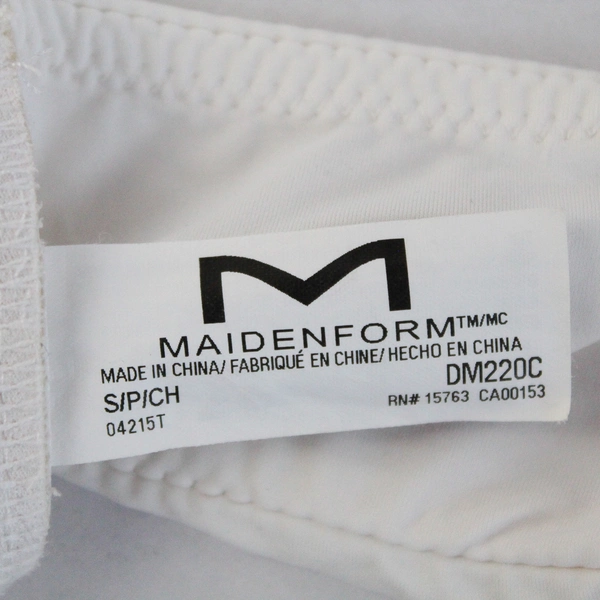 M
MAIDENFORM™/MC
MADE IN CHINA/ FABRIQUÉ EN CHINE/ HECHO EN CHINA
S/P/CH DM220C
04215T RN# 15763 CA00153